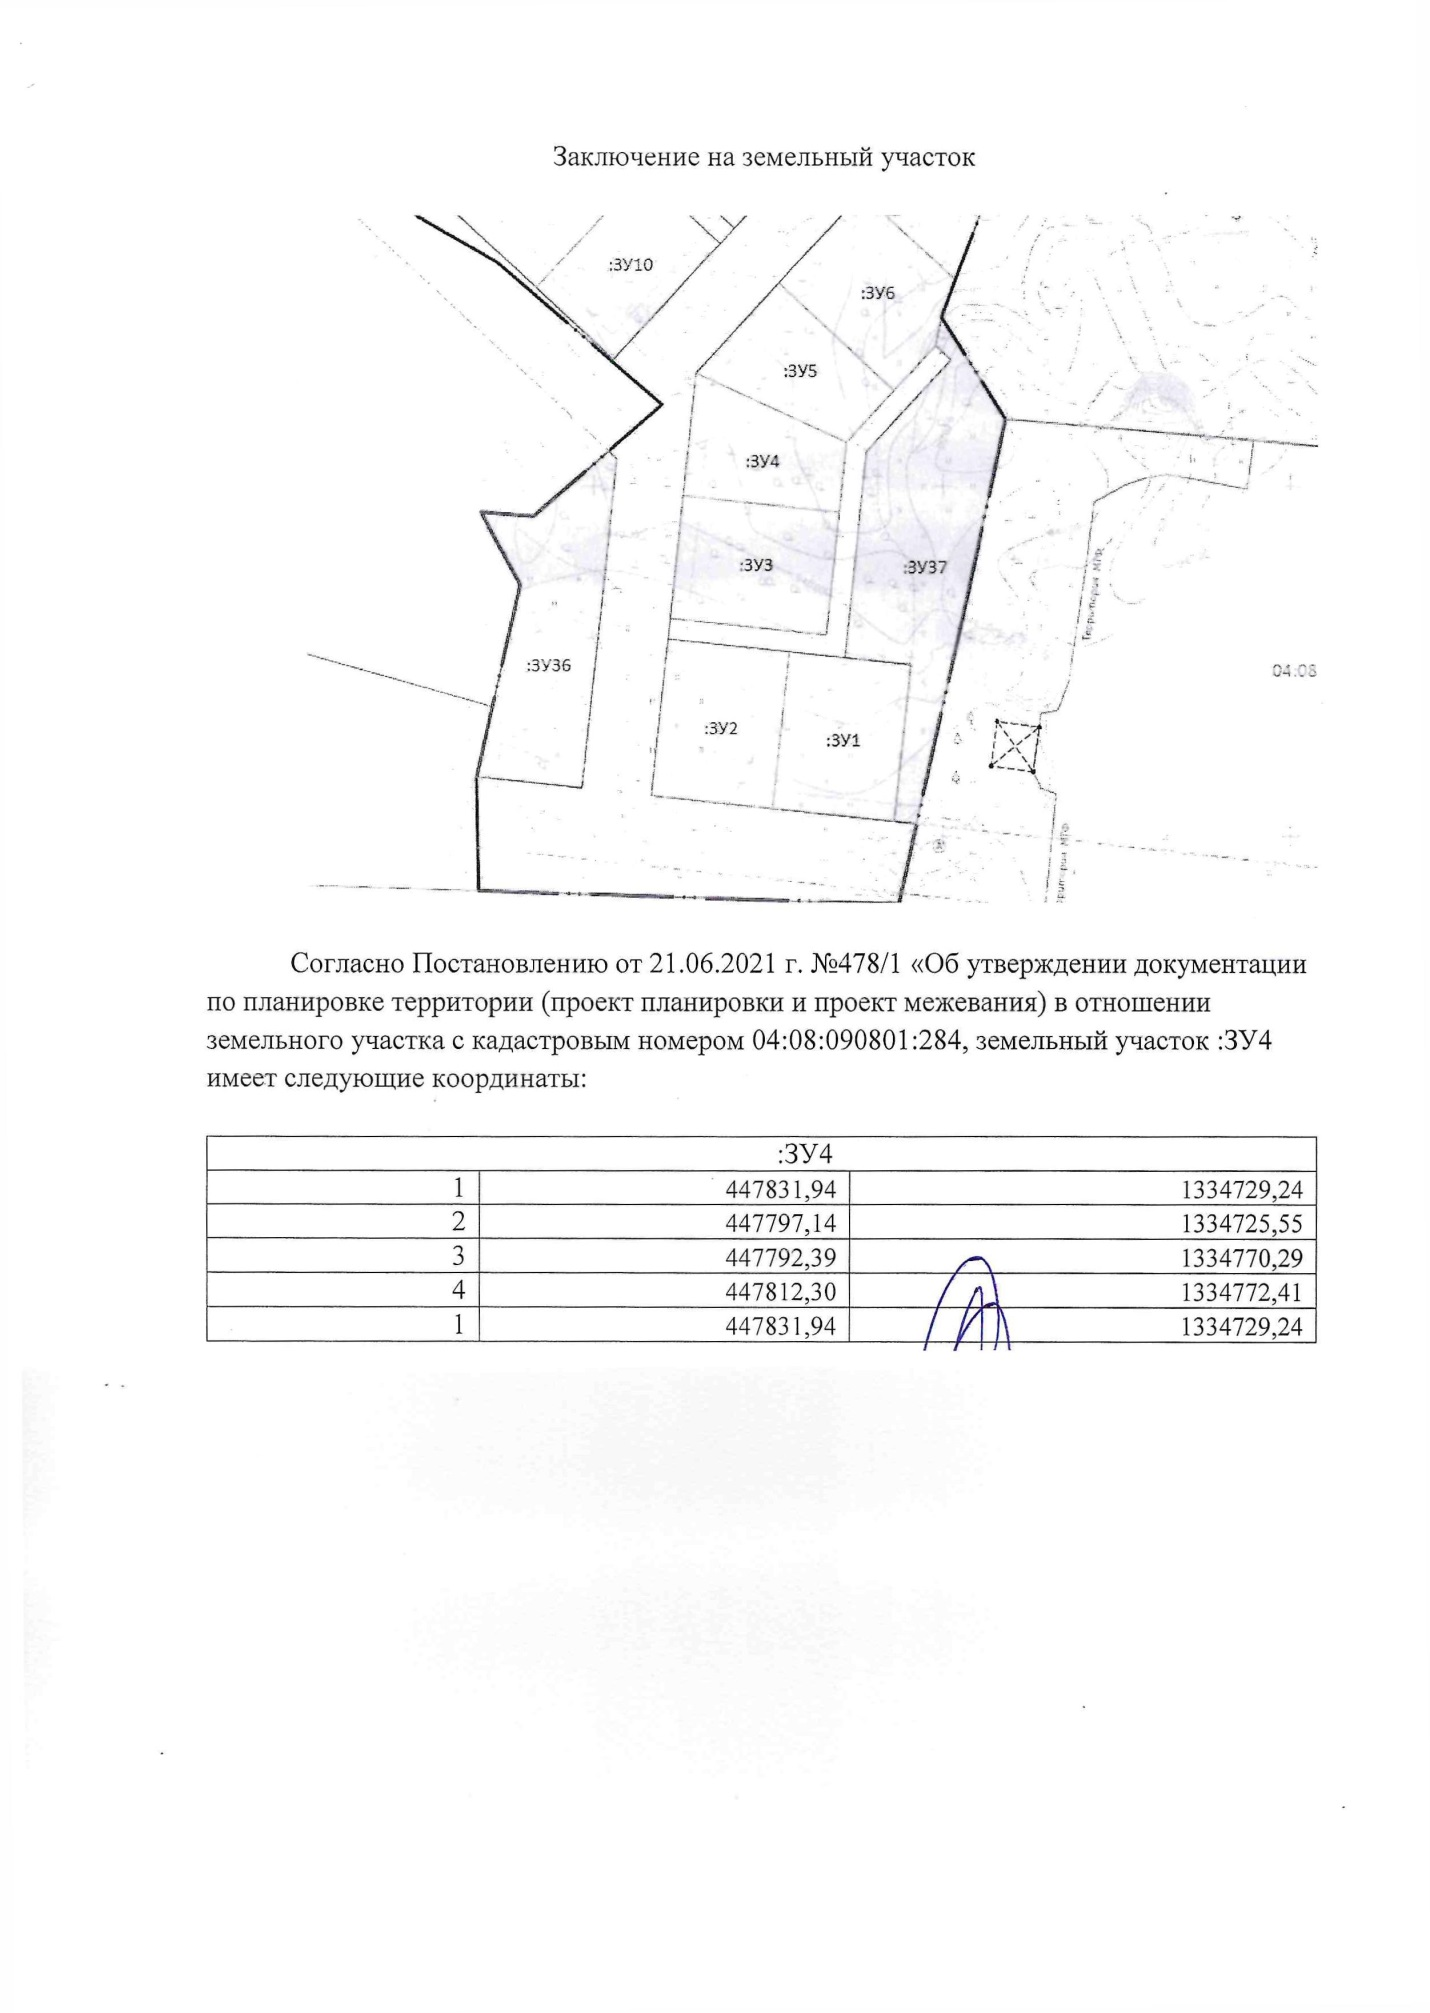 Заключение на земельный участок
:ЗУ10
:ЗУ6
:ЗУ5
:ЗУ4
:ЗУ3
:ЗУ37
:ЗУ36
04:08
:ЗУ2
:ЗУ1
Согласно Постановлению от 21.06.2021 г. №478/1 «Об утверждении документации
по планировке территории (проект планировки и проект межевания) в отношении
земельного участка с кадастровым номером 04:08:090801:284, земельный участок :ЗУ4
имеет следующие координаты:
:ЗУ4
1 447831,94 1334729,24
2 447797,14 1334725,55
3 447792,39 1334770,29
4 447812,30 1334772,41
1 447831,94 1334729,24